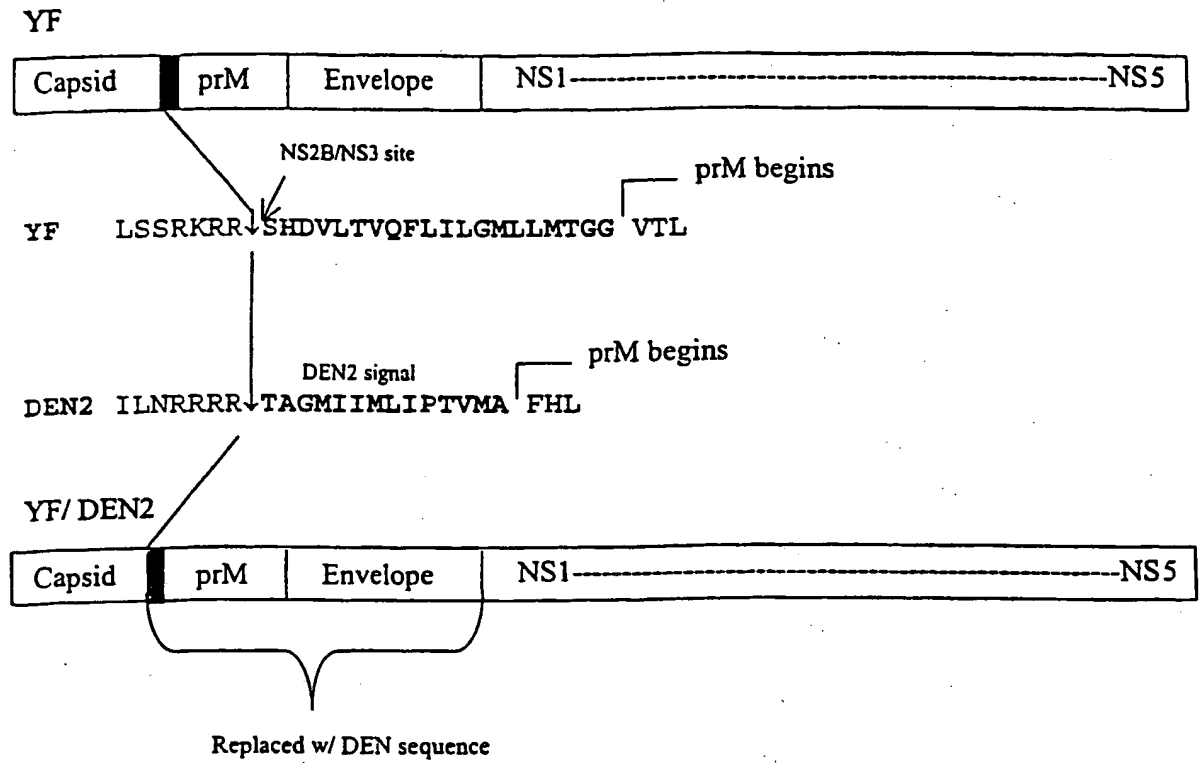 YF
Capsid prM Envelope NS1--------------------NS5
NS2B/NS3 site
prM begins
YF LSSRKRR↓SHDVLTVQFLILGMLLMTGG VTL
prM begins
DEN2 signal
DEN2 ILNRRRR↓TAGMIIMLIPTVMA FHL
YF/ DEN2
Capsid prM Envelope NS1--------------------NS5
Replaced w/ DEN sequence